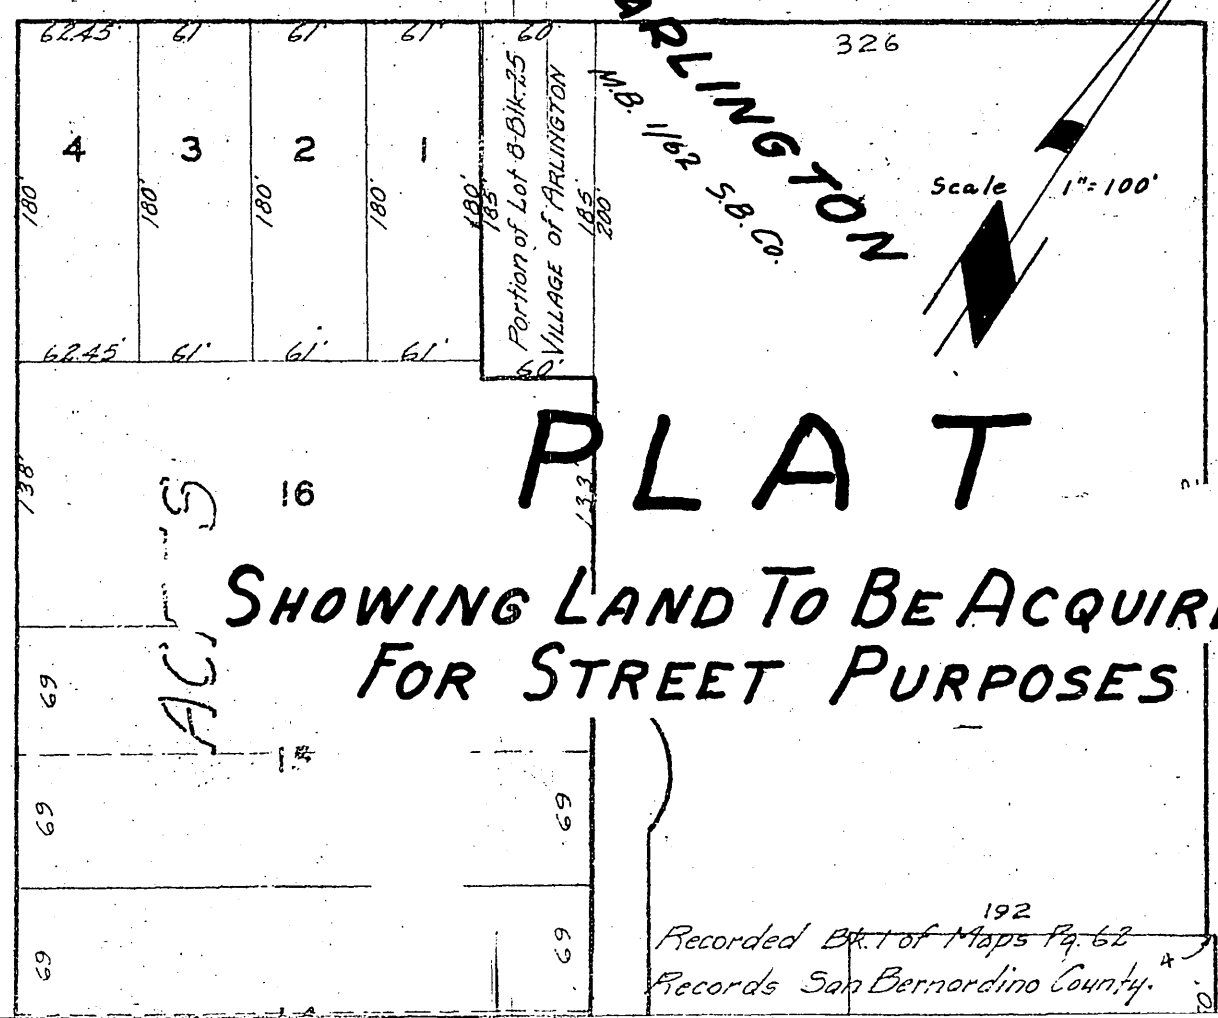 62.45' 61' 61' 61' 60'
326
ARLINGTON
M.B. 1/62 S.B. Co.
4 3 2 1
180' 180' 180' 180' 180' 185' 185 200'
Portion of Lot 8-Blk-25
VILLAGE of ARLINGTON
Scale 1"=100'
62.45' 61' 61' 61' 60'
PLAT
138' 16 133'
SHOWING LAND TO BE ACQUIR
FOR STREET PURPOSES
69
69 69
69 69
192
Recorded Bk. 1 of Maps Pg. 62
Records San Bernardino County.
4